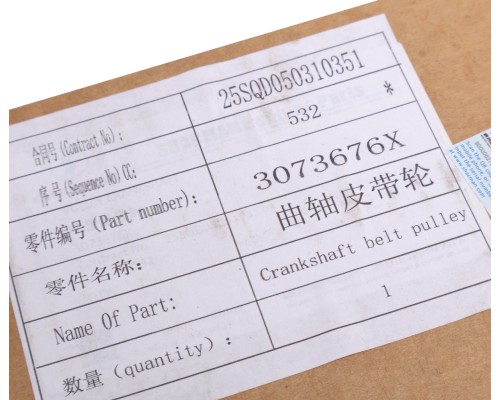 合同号(Contract No): 25SQD050310351
序号(Sequence No)CC: 532 *
零件编号(Part number): 3073676X
零件名称: 曲轴皮带轮
Name Of Part: Crankshaft belt pulley
数量(quantity): 1